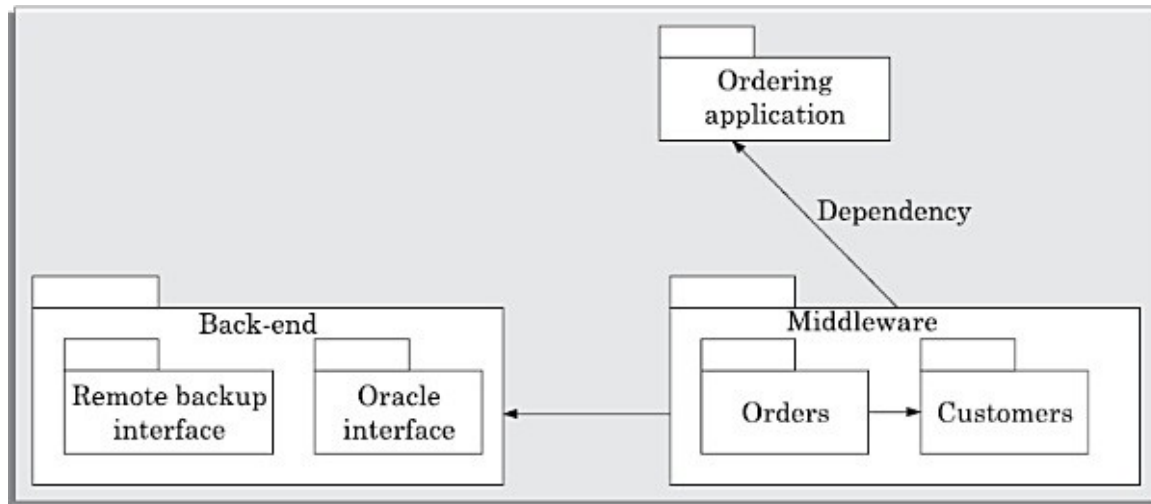 Ordering
application
Dependency
Back-end
Remote backup
interface
Oracle
interface
Middleware
Orders
Customers